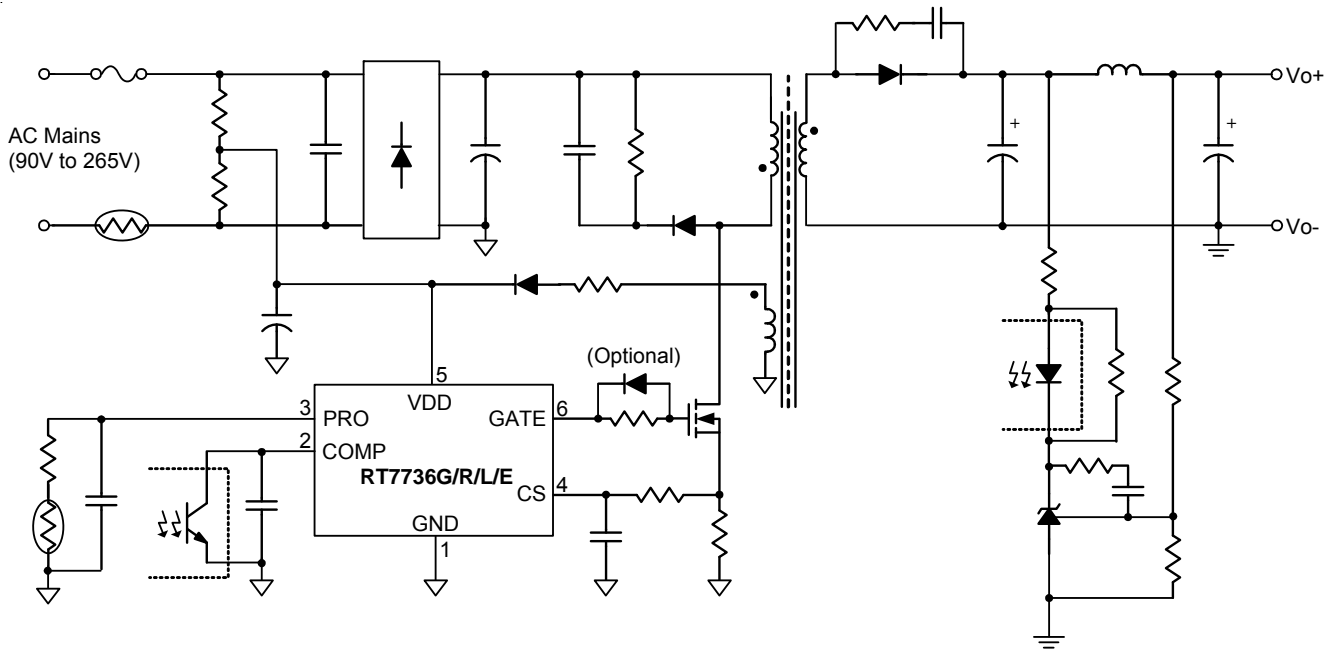 AC Mains
(90V to 265V)
+
+
Vo+
Vo-
(Optional)
5
VDD
3
PRO
GATE
6
2
COMP
RT7736G/R/L/E
CS
4
GND
1